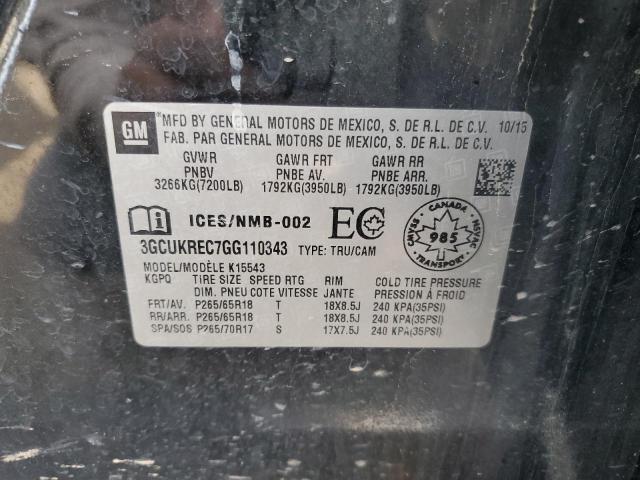 GM
*MFD BY GENERAL MOTORS DE MEXICO, S. DE R.L. DE C.V. 10/15
FAB. PAR GENERAL MOTORS DE MEXICO, S. DE R.L. DE C.V.
GVWR GAWR FRT GAWR RR
PNBV PNBE AV. PNBE ARR.
3266KG(7200LB) 1792KG(3950LB) 1792KG(3950LB)
ICES/NMB-002 EC
CANADA
CMVSS 985 NSVAC
3GCUKREC7GG110343 TYPE: TRU/CAM
MODEL/MODÈLE K15543
KGPQ TIRE SIZE SPEED RTG RIM COLD TIRE PRESSURE
DIM. PNEU COTE VITESSE JANTE PRESSION À FROID
FRT/AV. P265/65R18 T 18X8.5J 240 KPA(35PSI)
RR/ARR. P265/65R18 T 18X8.5J 240 KPA(35PSI)
SPA/SOS P265/70R17 S 17X7.5J 240 KPA(35PSI)